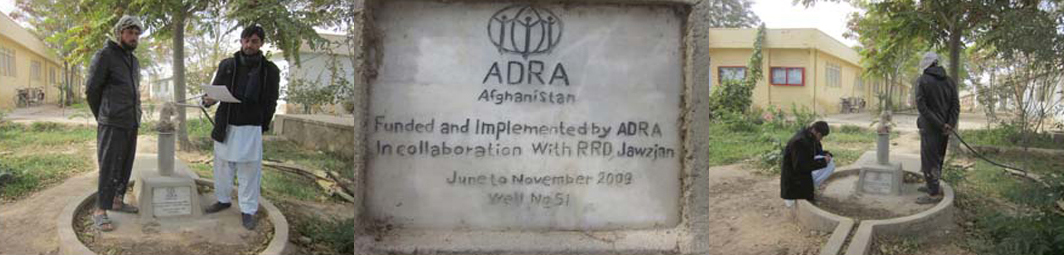 ADRA
Afghanistan
Funded and Implemented by ADRA
In collaboration With RRD Jawzjan
June to November 2009
Well No 51